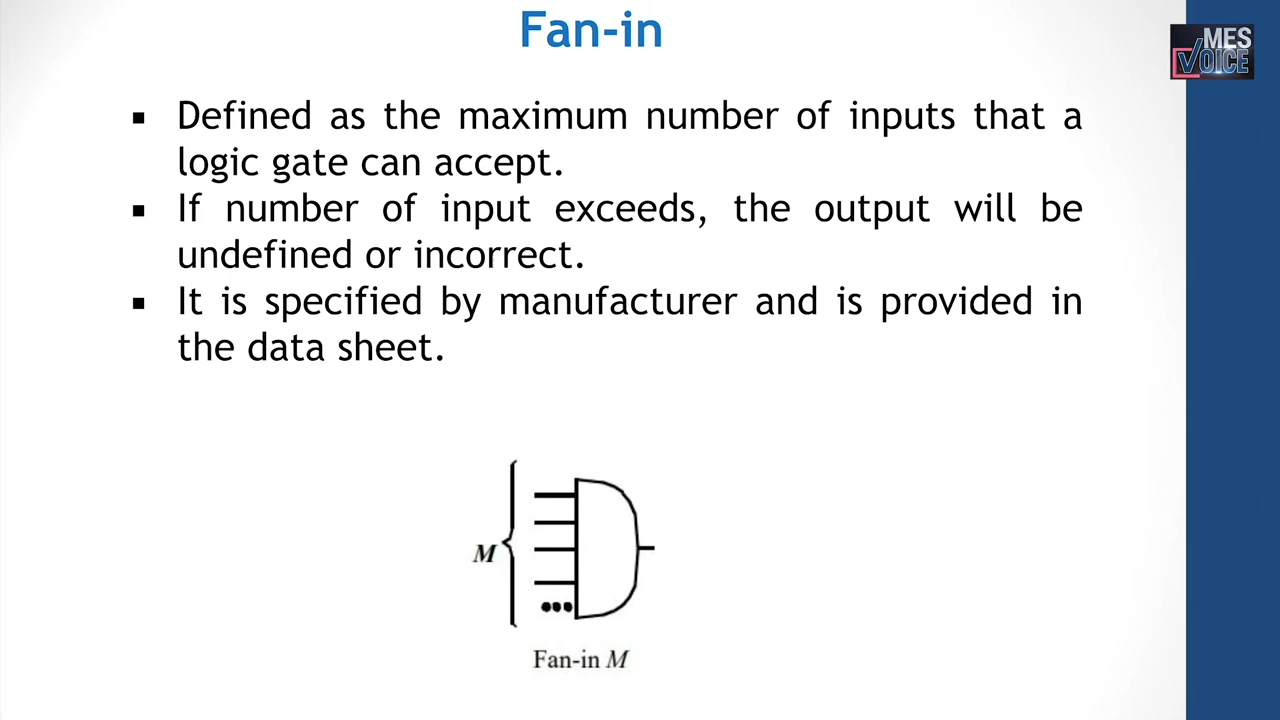 Fan-in
MES
VOICE
▪ Defined as the maximum number of inputs that a
logic gate can accept.
▪ If number of input exceeds, the output will be
undefined or incorrect.
▪ It is specified by manufacturer and is provided in
the data sheet.
M
Fan-in M